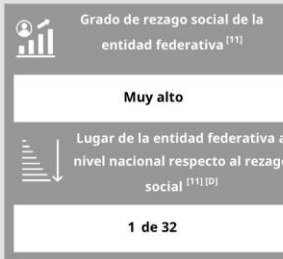 Grado de rezago social de la
entidad federativa [11]
Muy alto
Lugar de la entidad federativa a
nivel nacional respecto al rezago
social [11] [D]
1 de 32